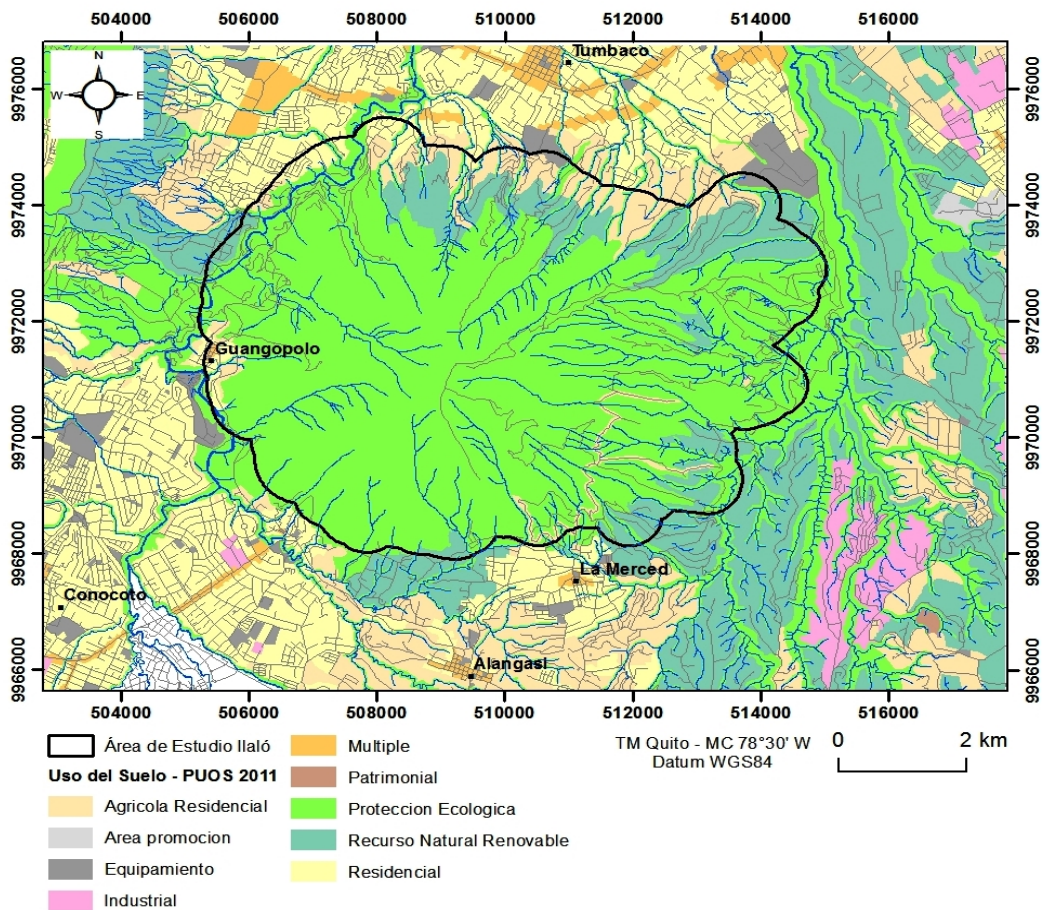 504000 506000 508000 510000 512000 514000 516000
9976000 9976000
9974000 9974000
9972000 9972000
9970000 9970000
9968000 9968000
9966000 9966000
N
W E
S
Tumbaco
Guangopolo
La Merced
Conocoto
Alangasi
504000 506000 508000 510000 512000 514000 516000
Área de Estudio Ilaló
Uso del Suelo - PUOS 2011
Agricola Residencial
Area promocion
Equipamiento
Industrial
Multiple
Patrimonial
Proteccion Ecologica
Recurso Natural Renovable
Residencial
TM Quito - MC 78°30' W
Datum WGS84
0 2 km